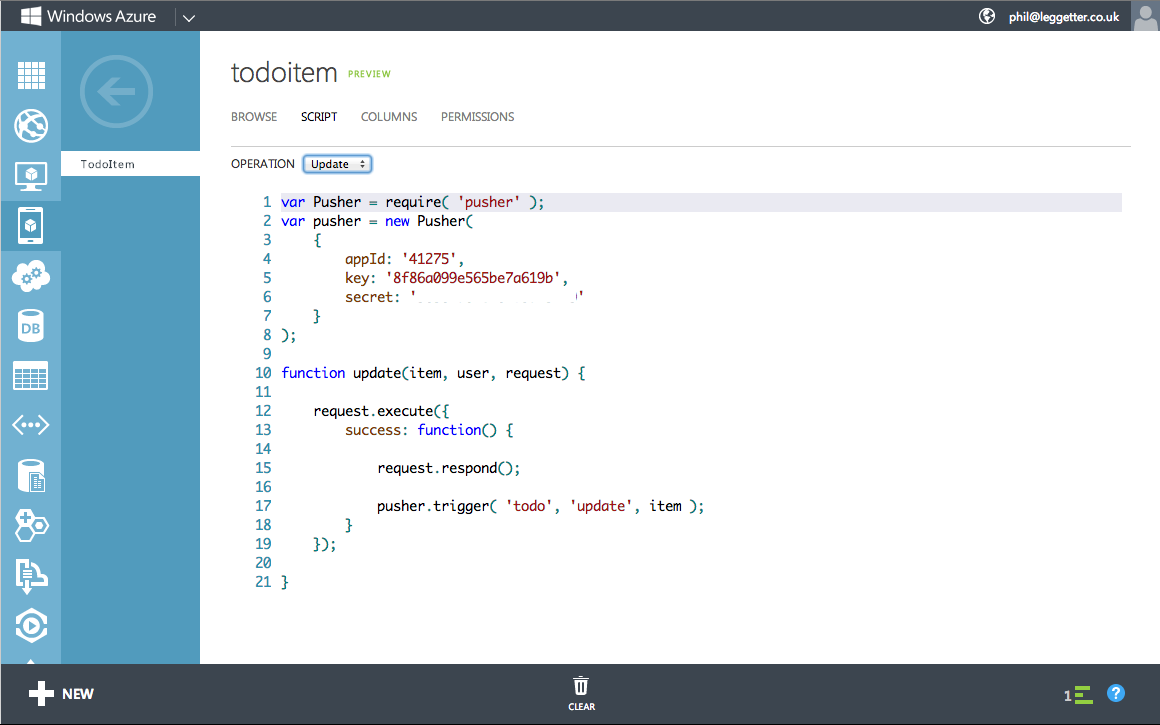 Windows Azure
phil@leggetter.co.uk
todoitem PREVIEW
BROWSE SCRIPT COLUMNS PERMISSIONS
TodoItem
OPERATION Update
1 var Pusher = require( 'pusher' );
2 var pusher = new Pusher(
3 {
4 appId: '41275',
5 key: '8f86a099e565be7a619b',
6 secret: ' '
7 }
8 );
9
10 function update(item, user, request) {
11
12 request.execute({
13 success: function() {
14
15 request.respond();
16
17 pusher.trigger( 'todo', 'update', item );
18 }
19 });
20
21 }
DB
NEW
CLEAR
1
?